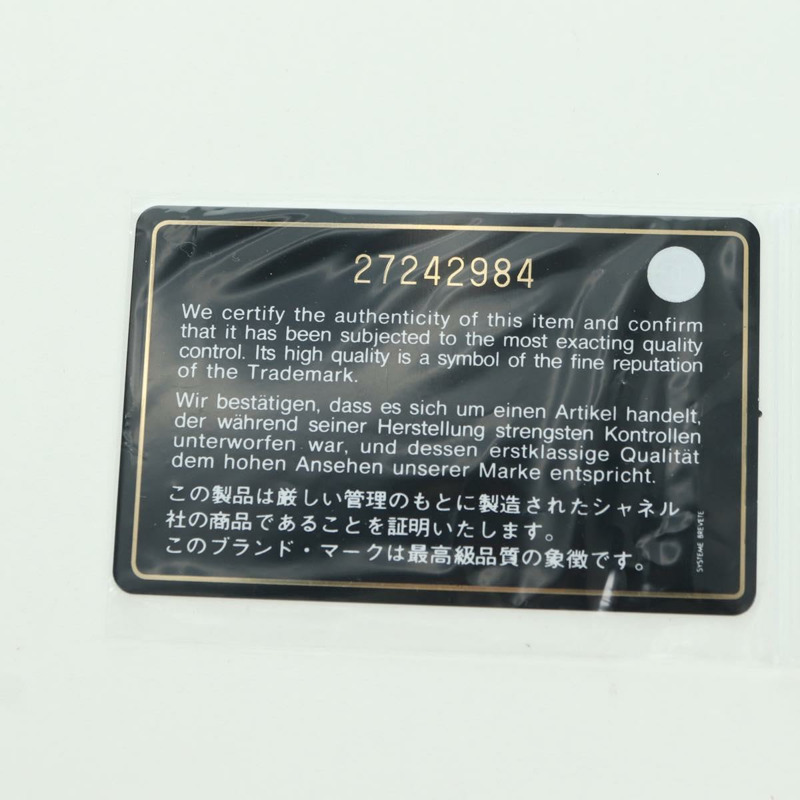 27242984
We certify the authenticity of this item and confirm
that it has been subjected to the most exacting quality
control. Its high quality is a symbol of the fine reputation
of the Trademark.
Wir bestätigen, dass es sich um einen Artikel handelt,
der während seiner Herstellung strengsten Kontrollen
unterworfen war, und dessen erstklassige Qualität
dem hohen Ansehen unserer Marke entspricht.
この製品は厳しい管理のもとに製造されたシャネル
社の商品であることを証明いたします。
このブランド・マークは最高級品質の象徴です。
SYSTEME BREVETE